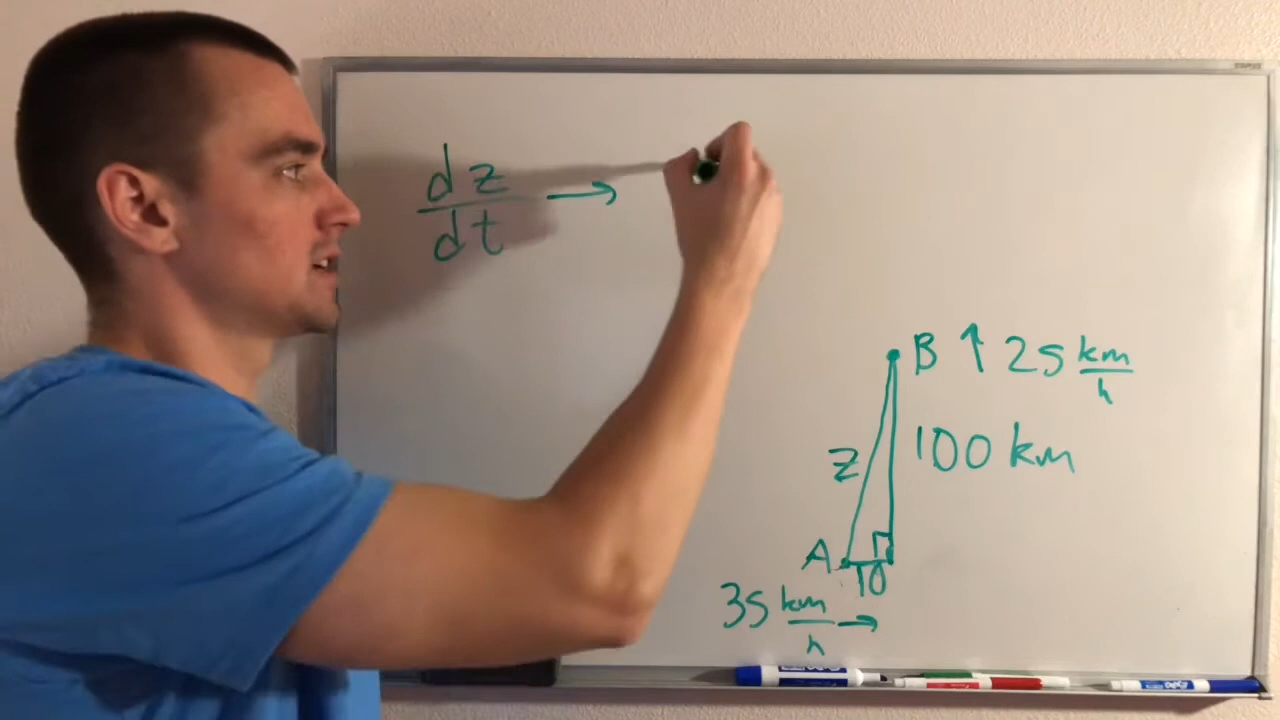 dz
dt →
B ↑ 25 km
h
z 100 km
A 10
35 km
h →